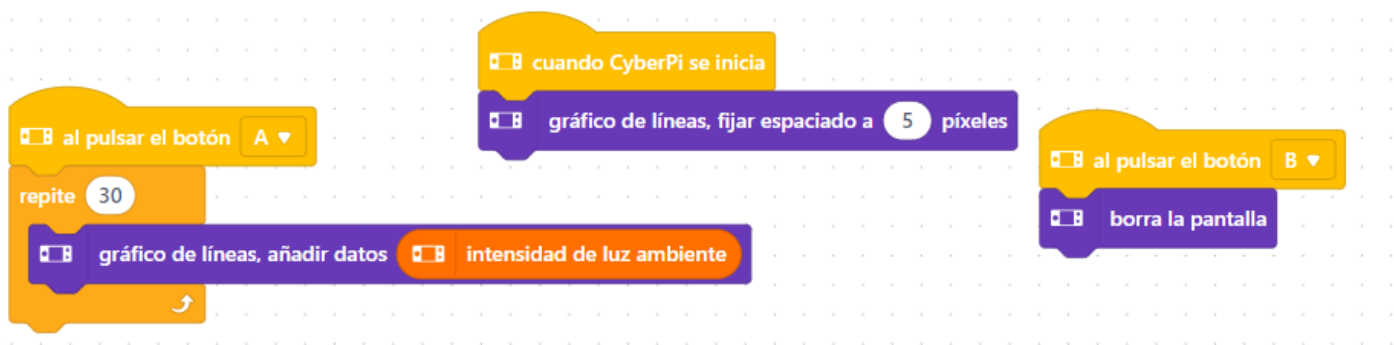 al pulsar el botón A
repite 30
gráfico de líneas, añadir datos intensidad de luz ambiente
cuando CyberPi se inicia
gráfico de líneas, fijar espaciado a 5 píxeles
al pulsar el botón B
borra la pantalla